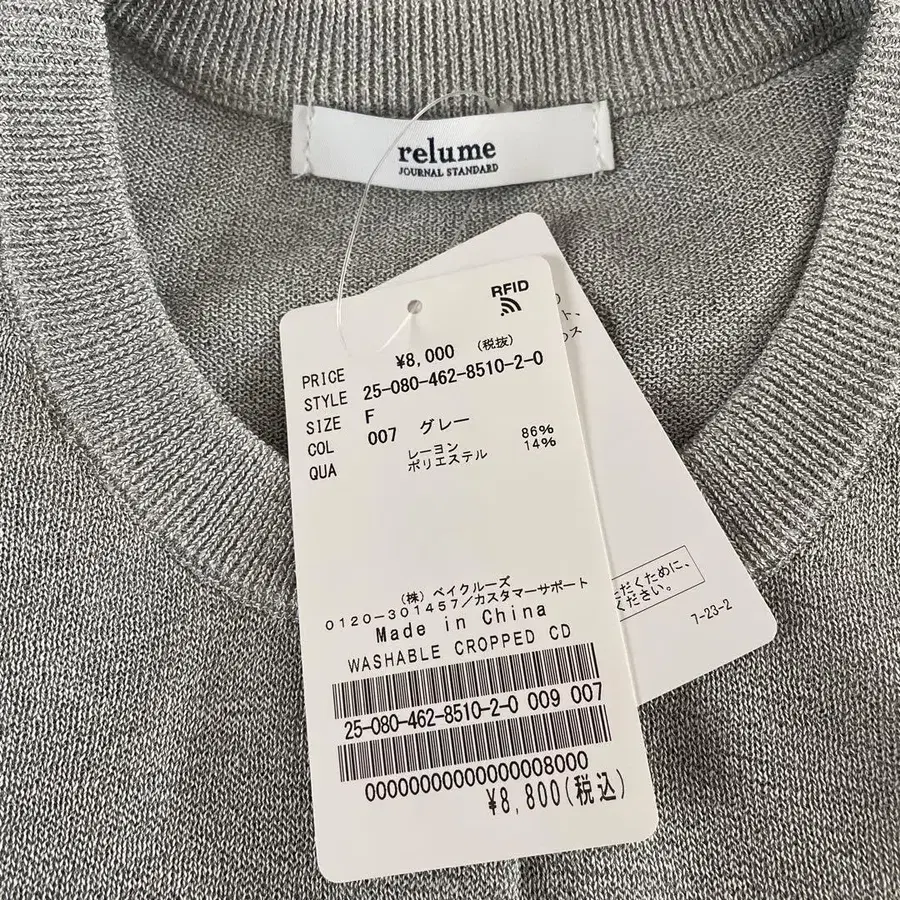 relume
JOURNAL STANDARD
RFID
PRICE ¥8,000 (税抜)
STYLE 25-080-462-8510-2-0
SIZE F
COL 007 グレー
QUA レーヨン 86%
ポリエステル 14%
(株) ベイクルーズ
0120-301457/カスタマーサポート
Made in China
WASHABLE CROPPED CD
25-080-462-8510-2-0 009 007
00000000000000008000
¥8,800(税込)
ト、
のス
だくために、
ください。
7-23-2